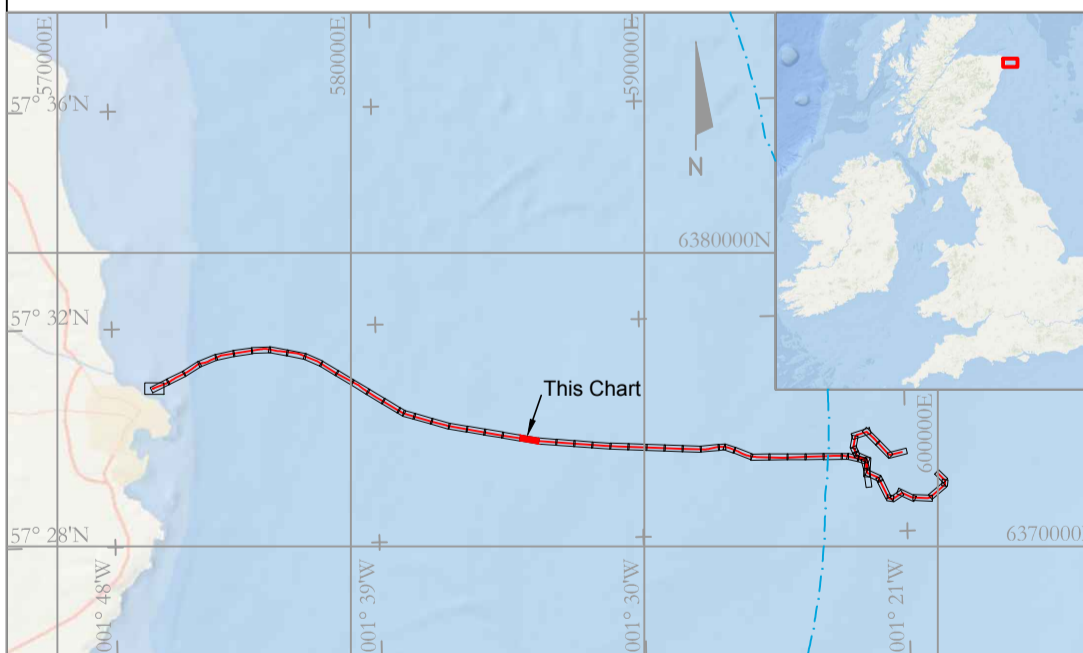 570000E
580000E
590000E
57° 36'N
N
6380000N
57° 32'N
This Chart
600000E
57° 28'N
6370000
001° 48'W
001° 39'W
001° 30'W
001° 21'W